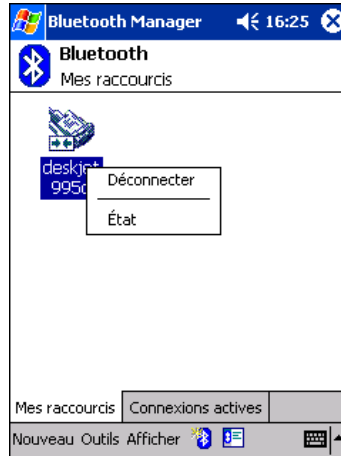 Bluetooth Manager 16:25
Bluetooth
Mes raccourcis
deskjet
995c
Déconnecter
État
Mes raccourcis Connexions actives
Nouveau Outils Afficher